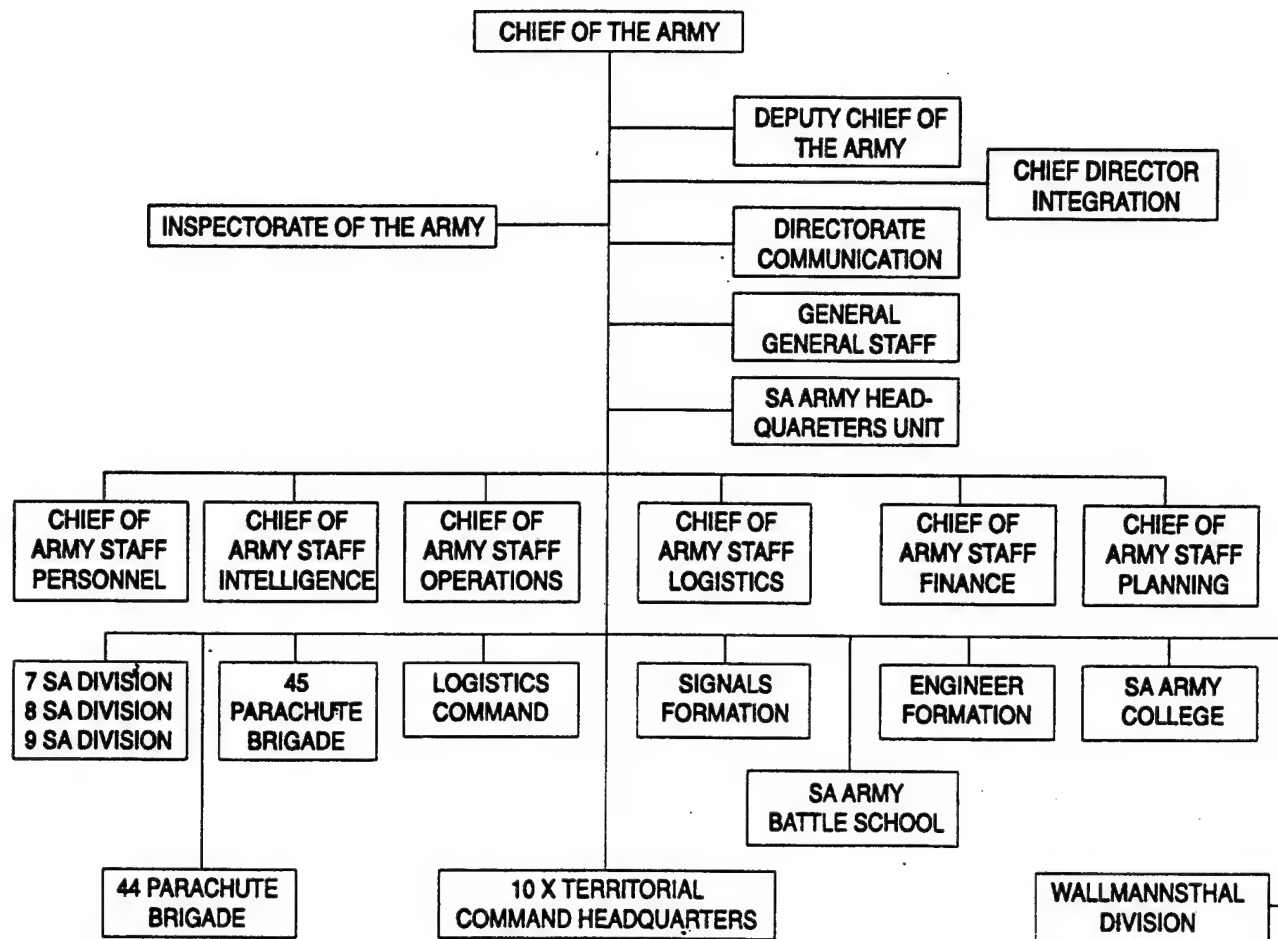 CHIEF OF THE ARMY
DEPUTY CHIEF OF
THE ARMY
CHIEF DIRECTOR
INTEGRATION
INSPECTORATE OF THE ARMY
DIRECTORATE
COMMUNICATION
GENERAL
GENERAL STAFF
SA ARMY HEAD-
QUARETERS UNIT
CHIEF OF
ARMY STAFF
PERSONNEL
CHIEF OF
ARMY STAFF
INTELLIGENCE
CHIEF OF
ARMY STAFF
OPERATIONS
CHIEF OF
ARMY STAFF
LOGISTICS
CHIEF OF
ARMY STAFF
FINANCE
CHIEF OF
ARMY STAFF
PLANNING
7 SA DIVISION
8 SA DIVISION
9 SA DIVISION
45
PARACHUTE
BRIGADE
LOGISTICS
COMMAND
SIGNALS
FORMATION
ENGINEER
FORMATION
SA ARMY
COLLEGE
SA ARMY
BATTLE SCHOOL
44 PARACHUTE
BRIGADE
10 X TERRITORIAL
COMMAND HEADQUARTERS
WALLMANNSTHAL
DIVISION